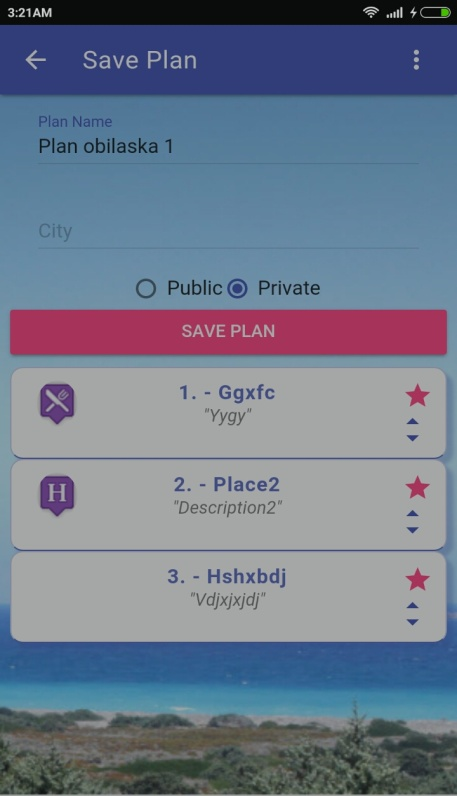 3:21AM
Save Plan
Plan Name
Plan obilaska 1
City
Public Private
SAVE PLAN
1. - Ggxfc
"Yygy"
H
2. - Place2
"Description2"
3. - Hshxbdj
"Vdjxjxjdj"